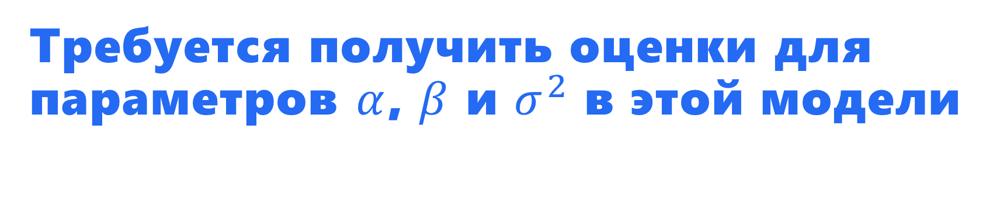 Требуется получить оценки для
параметров α, β и σ² в этой модели